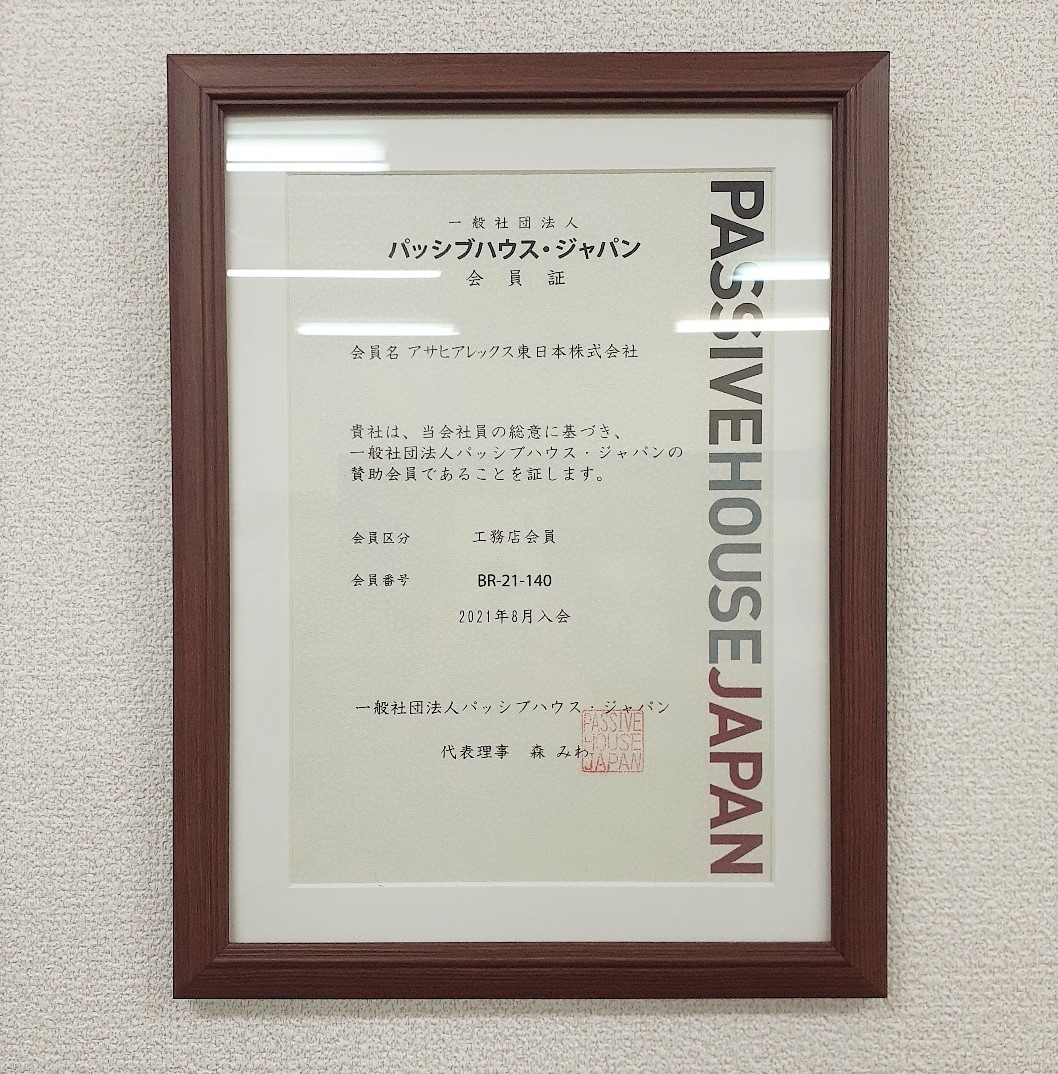 一般社団法人
パッシブハウス・ジャパン
会員証
会員名 アサヒアレックス東日本株式会社
貴社は、当会社員の総意に基づき、
一般社団法人パッシブハウス・ジャパンの
賛助会員であることを証します。
会員区分 工務店会員
会員番号 BR-21-140
2021年8月入会
一般社団法人パッシブハウス・ジャパン
代表理事 森 みわ
PASSIVE
HOUSE
JAPAN
PASSIVEHOUSEJAPAN